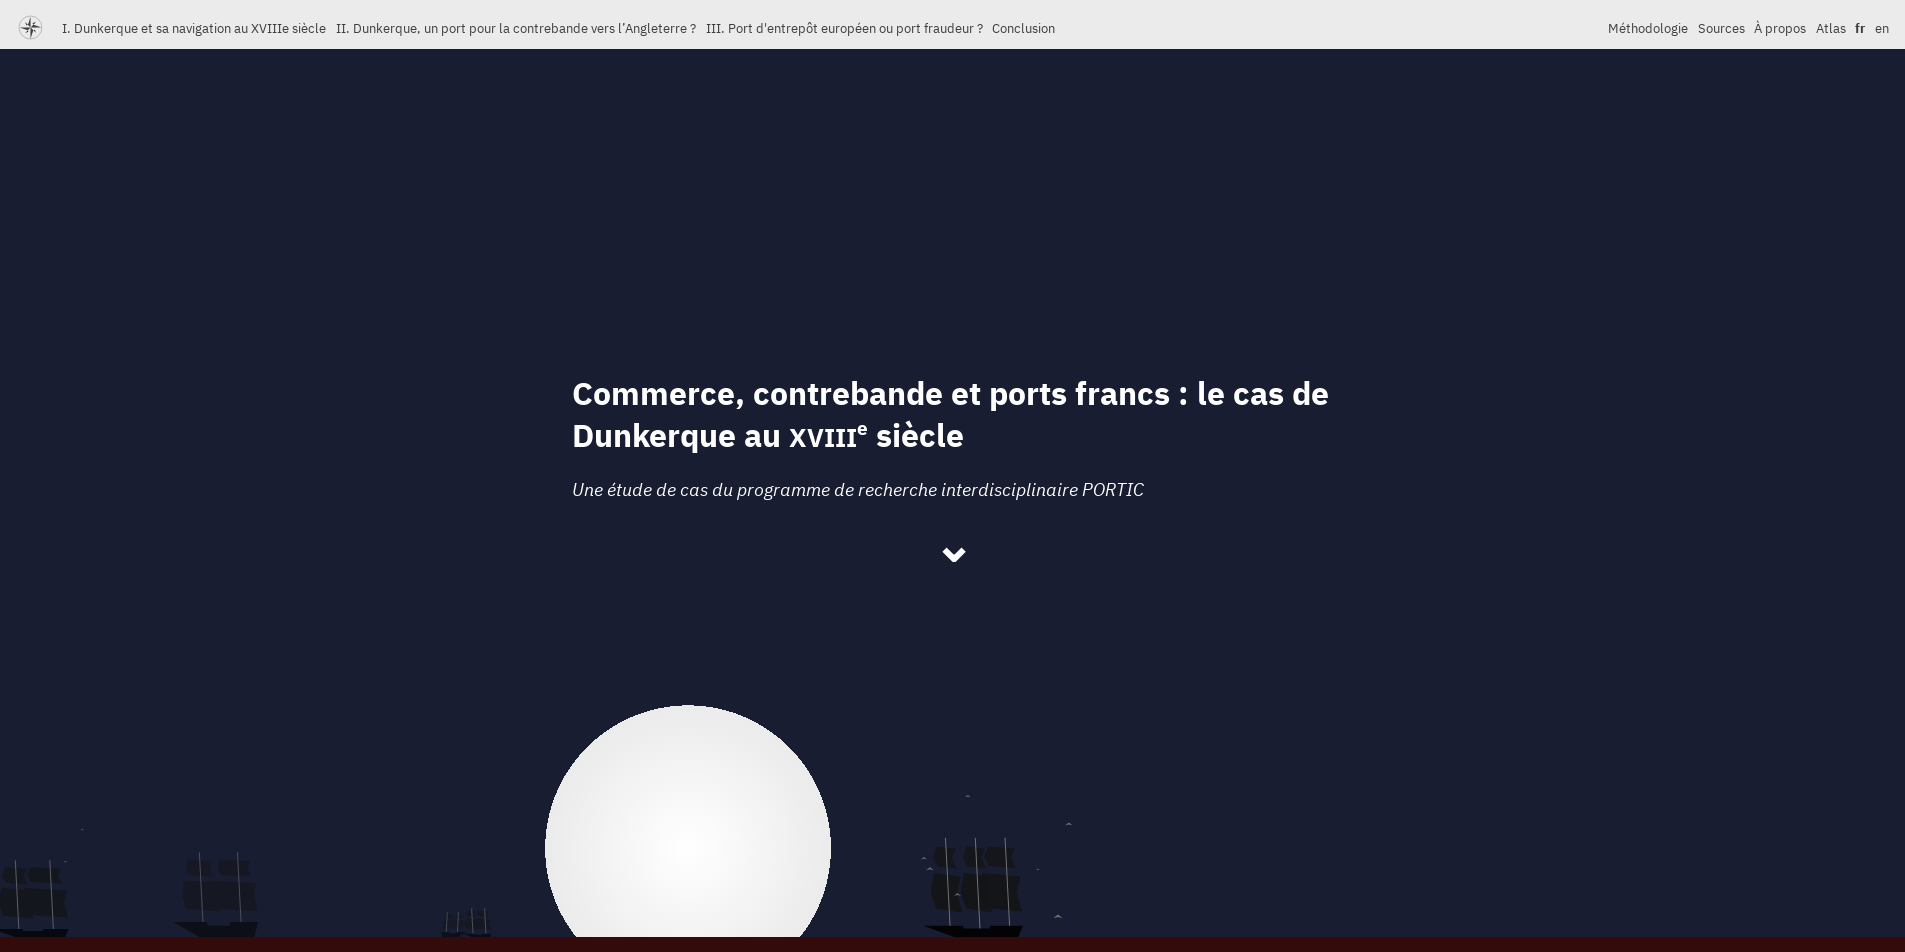 I. Dunkerque et sa navigation au XVIIIe siècle II. Dunkerque, un port pour la contrebande vers l’Angleterre ? III. Port d'entrepôt européen ou port fraudeur ? Conclusion Méthodologie Sources À propos Atlas fr en
Commerce, contrebande et ports francs : le cas de
Dunkerque au XVIIIe siècle
Une étude de cas du programme de recherche interdisciplinaire PORTIC